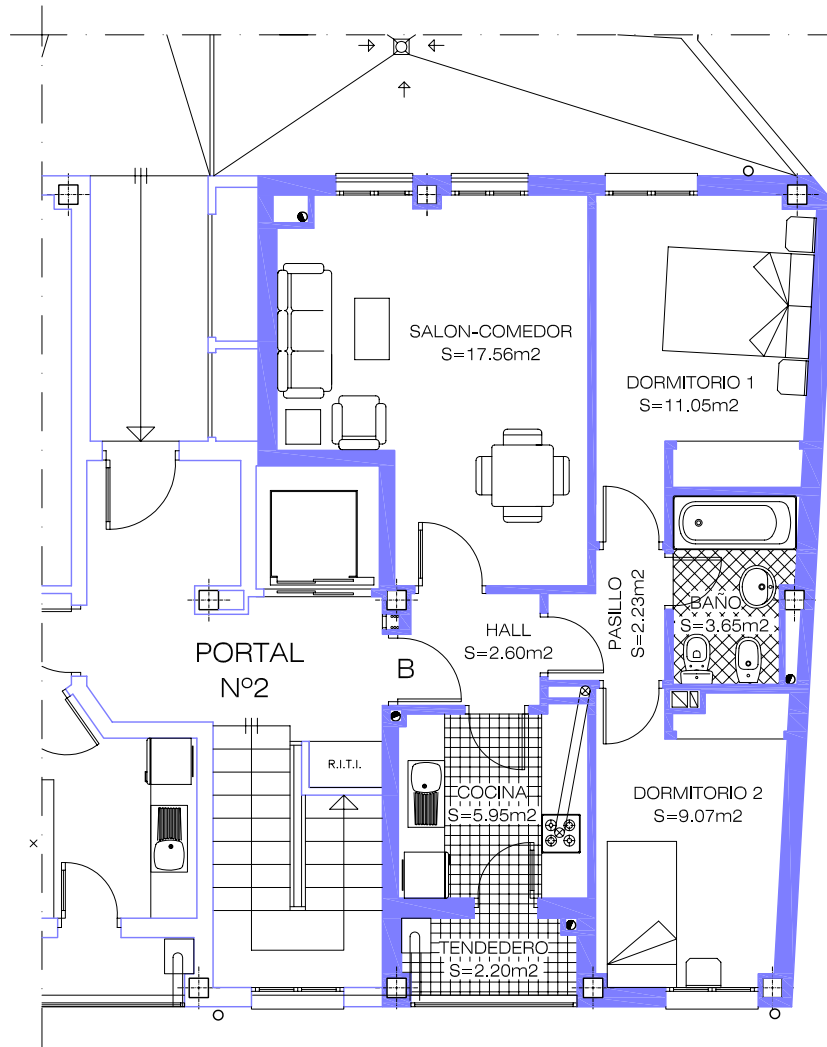 SALON-COMEDOR
S=17.56m2
DORMITORIO 1
S=11.05m2
PASILLO
S=2.23m2
BAÑO
S=3.65m2
HALL
S=2.60m2
PORTAL
Nº2
B
R.I.T.I.
COCINA
S=5.95m2
DORMITORIO 2
S=9.07m2
TENDEDERO
S=2.20m2